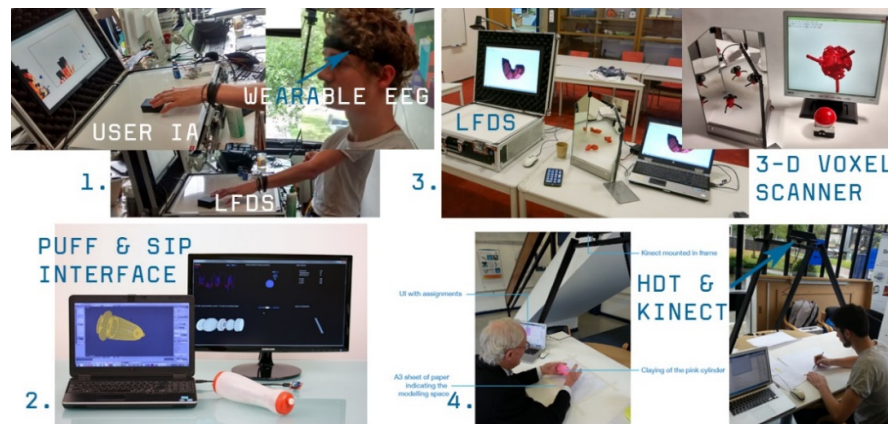 WEARABLE EEG
USER IA
LFDS
1.
LFDS
3-D VOXEL
SCANNER
3.
PUFF & SIP
INTERFACE
2.
Kinect mounted in frame
HDT &
KINECT
UI with assignments
A3 sheet of paper
indicating the
modelling space
Claying of the pink cylinder
4.